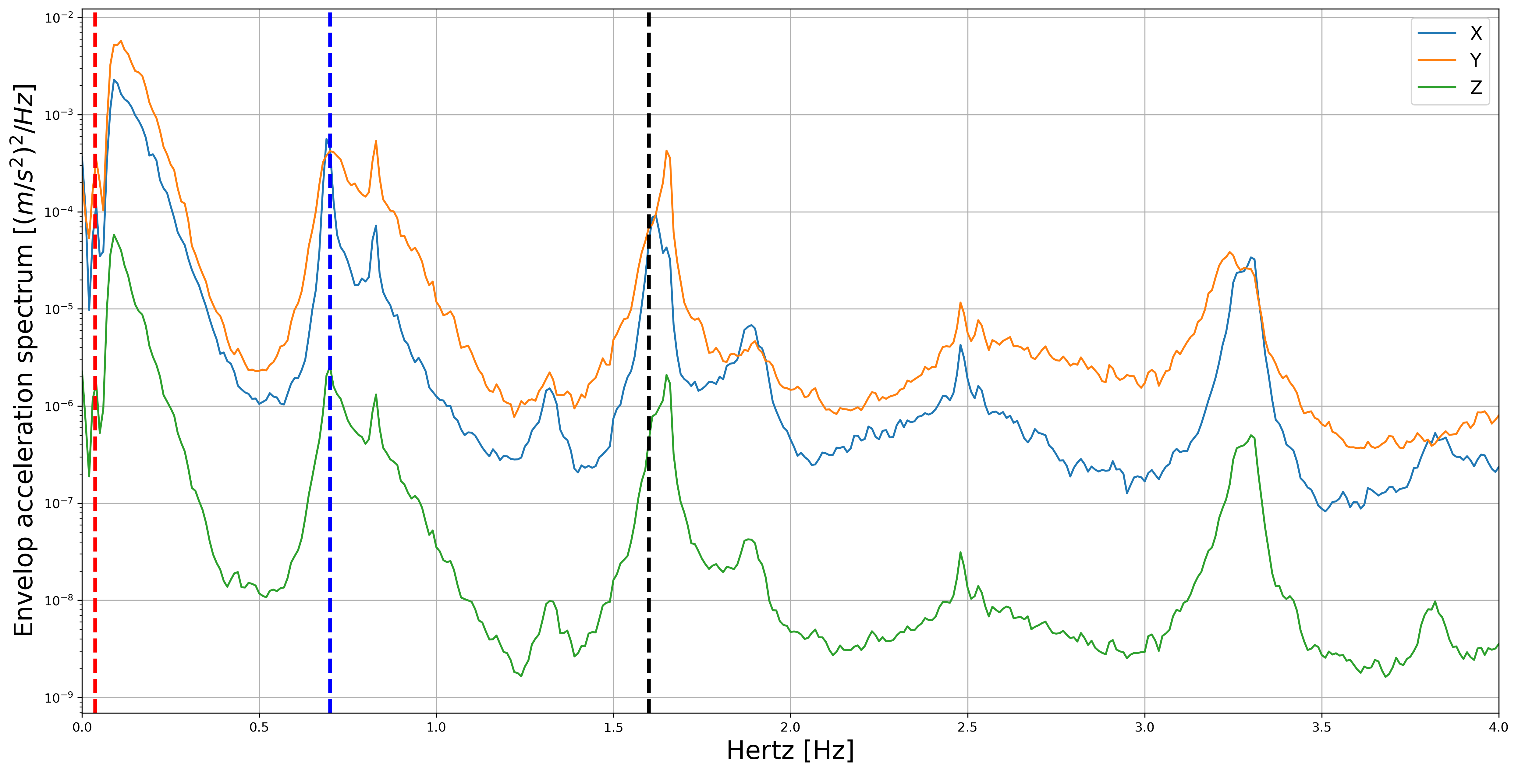 Envelop acceleration spectrum [(m/s²)²/Hz]
10⁻²
10⁻³
10⁻⁴
10⁻⁵
10⁻⁶
10⁻⁷
10⁻⁸
10⁻⁹
X
Y
Z
0.0 0.5 1.0 1.5 2.0 2.5 3.0 3.5 4.0
Hertz [Hz]